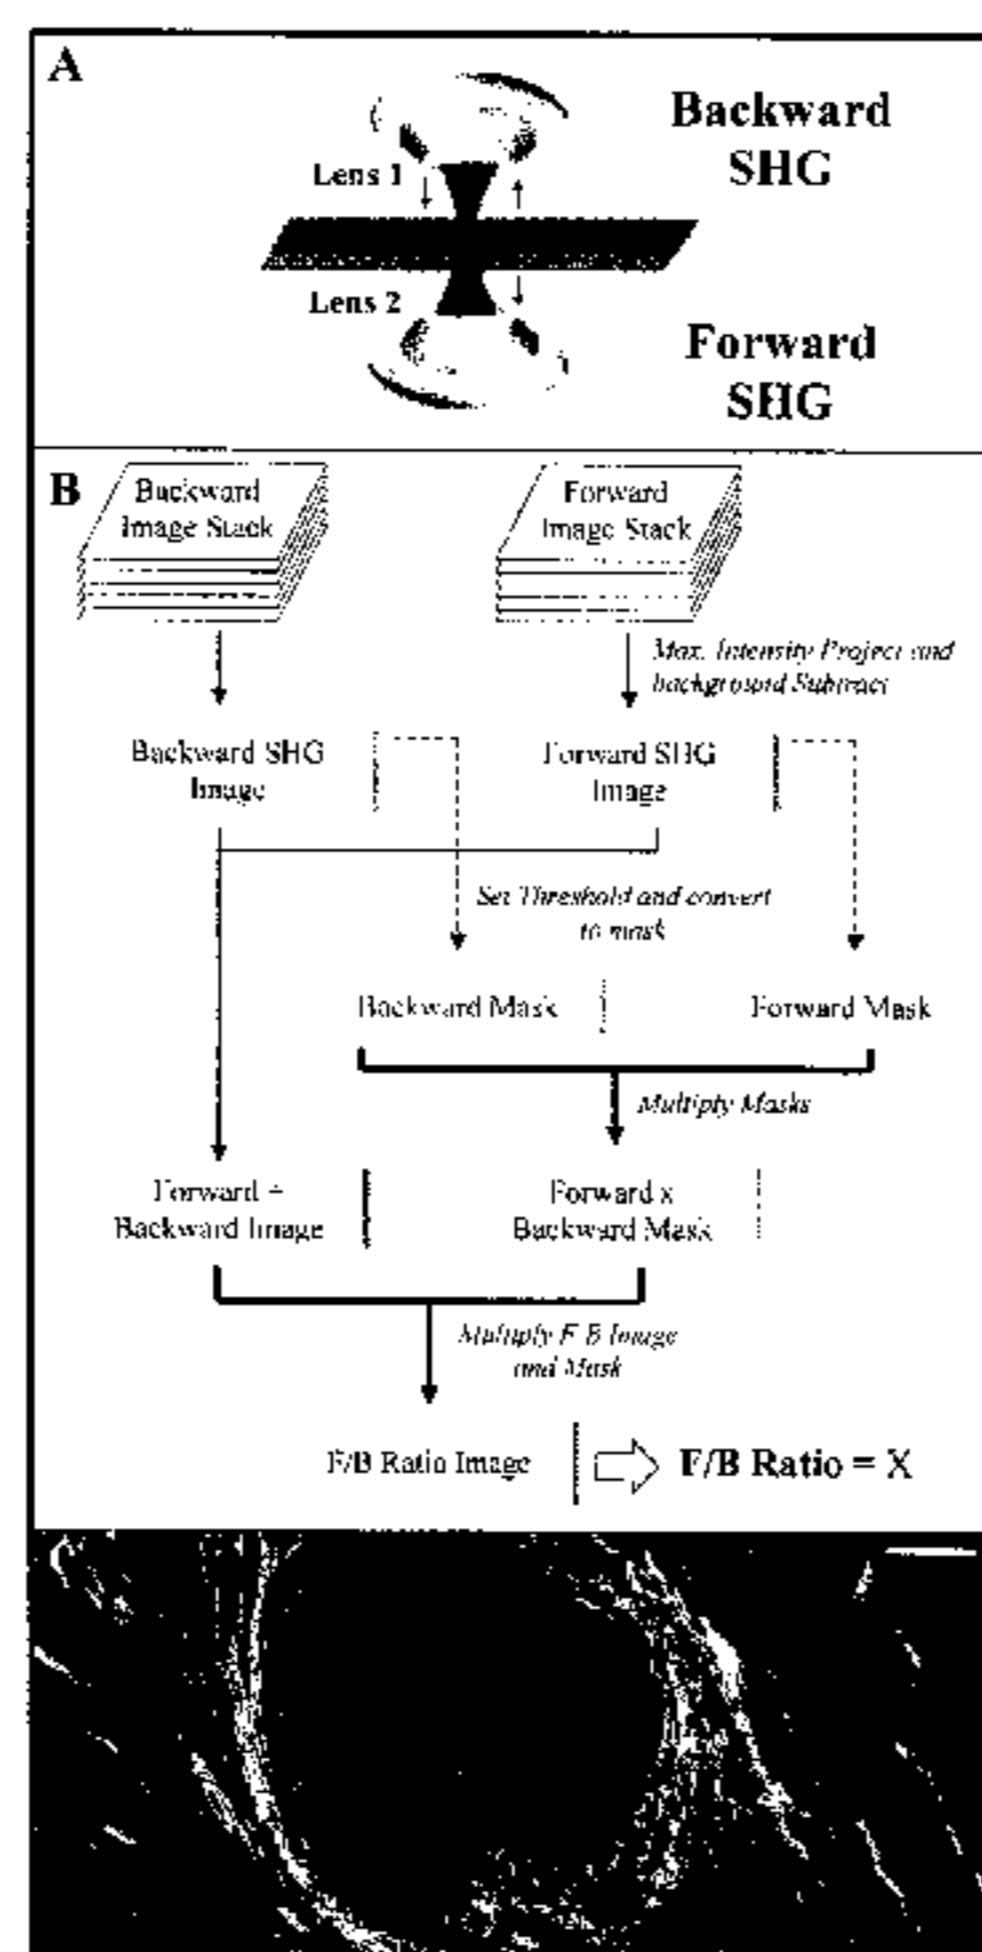 A
Backward
SHG
Lens 1
Lens 2
Forward
SHG
B
Backward
Image Stack
Forward
Image Stack
Max. Intensity Project and
background Subtract
Backward SHG
Image
Forward SHG
Image
Set Threshold and convert
to mask
Backward Mask
Forward Mask
Multiply Masks
Forward ÷
Backward Image
Forward x
Backward Mask
Multiply F/B Image
and Mask
F/B Ratio Image
F/B Ratio = X